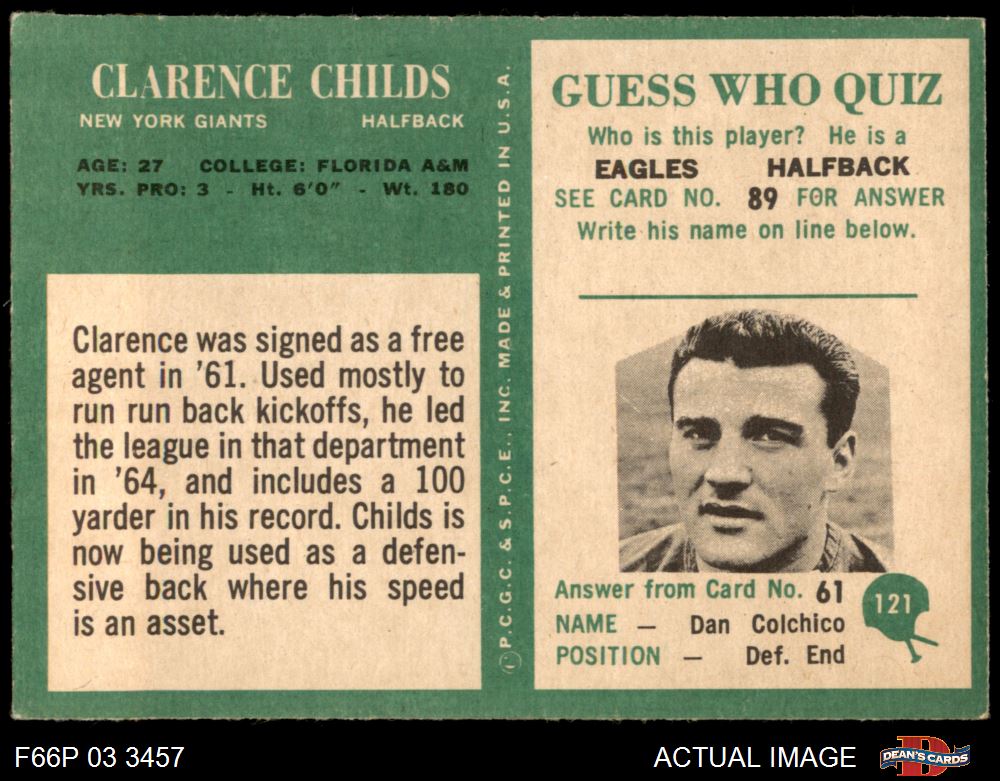 CLARENCE CHILDS
NEW YORK GIANTS HALFBACK
AGE: 27 COLLEGE: FLORIDA A&M
YRS. PRO: 3 - Ht. 6'0" - Wt. 180
Clarence was signed as a free
agent in '61. Used mostly to
run run back kickoffs, he led
the league in that department
in '64, and includes a 100
yarder in his record. Childs is
now being used as a defen-
sive back where his speed
is an asset.
P.C.G.C. & S.P.C.E., INC. MADE & PRINTED IN U.S.A.
GUESS WHO QUIZ
Who is this player? He is a
EAGLES HALFBACK
SEE CARD NO. 89 FOR ANSWER
Write his name on line below.
Answer from Card No. 61
NAME — Dan Colchico
POSITION — Def. End
121
F66P 03 3457
ACTUAL IMAGE
DEAN'S CARDS